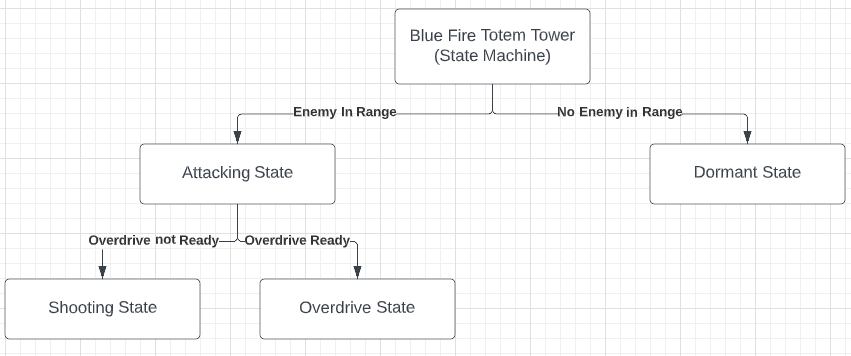 Blue Fire Totem Tower
(State Machine)
Enemy In Range
No Enemy in Range
Attacking State
Dormant State
Overdrive not Ready
Overdrive Ready
Shooting State
Overdrive State